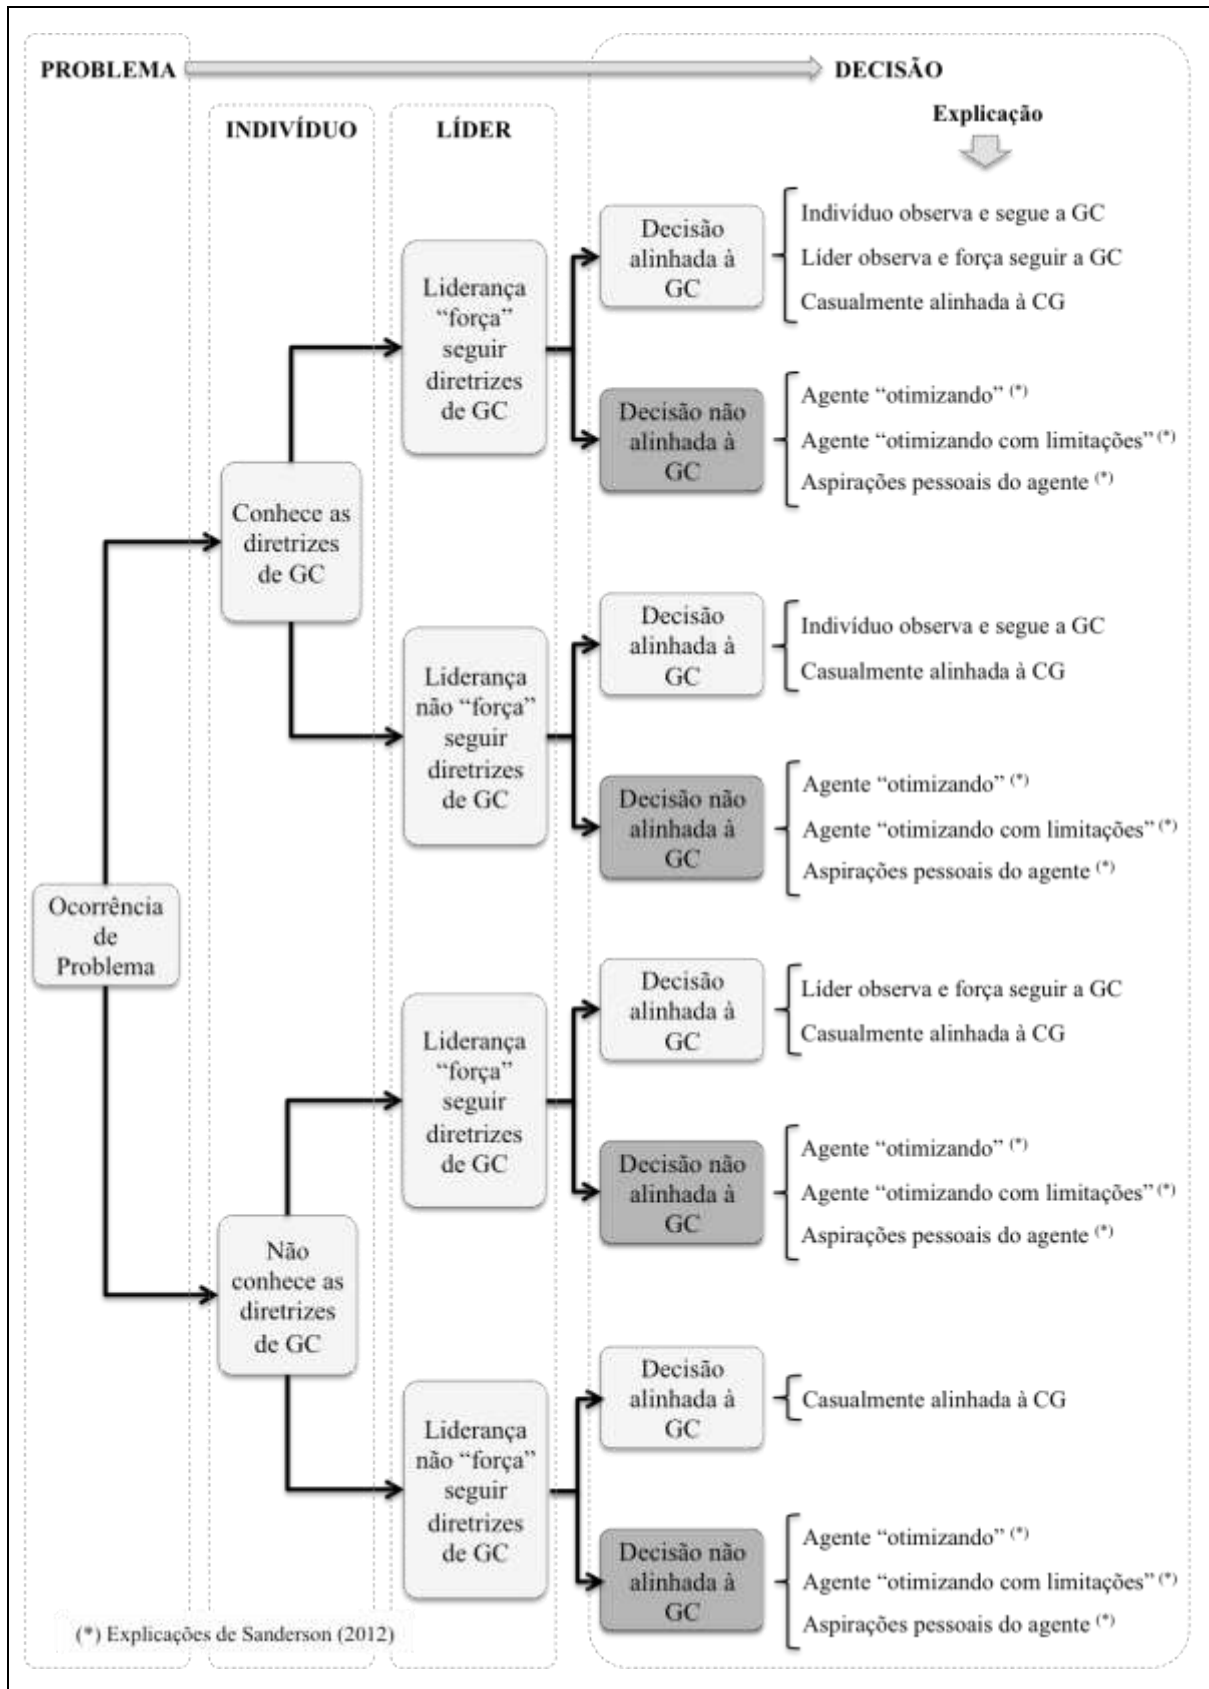 PROBLEMA
DECISÃO
INDIVÍDUO
LÍDER
Explicação
Ocorrência
de
Problema
Conhece as
diretrizes
de GC
Liderança
“força”
seguir
diretrizes
de GC
Decisão
alinhada à
GC
Indivíduo observa e segue a GC
Líder observa e força seguir a GC
Casualmente alinhada à CG
Decisão não
alinhada à
GC
Agente “otimizando” (*)
Agente “otimizando com limitações” (*)
Aspirações pessoais do agente (*)
Liderança
não “força”
seguir
diretrizes
de GC
Decisão
alinhada à
GC
Indivíduo observa e segue a GC
Casualmente alinhada à CG
Decisão não
alinhada à
GC
Agente “otimizando” (*)
Agente “otimizando com limitações” (*)
Aspirações pessoais do agente (*)
Não
conhece as
diretrizes
de GC
Liderança
“força”
seguir
diretrizes
de GC
Decisão
alinhada à
GC
Líder observa e força seguir a GC
Casualmente alinhada à CG
Decisão não
alinhada à
GC
Agente “otimizando” (*)
Agente “otimizando com limitações” (*)
Aspirações pessoais do agente (*)
Liderança
não “força”
seguir
diretrizes
de GC
Decisão
alinhada à
GC
Casualmente alinhada à CG
Decisão não
alinhada à
GC
Agente “otimizando” (*)
Agente “otimizando com limitações” (*)
Aspirações pessoais do agente (*)
(*) Explicações de Sanderson (2012)